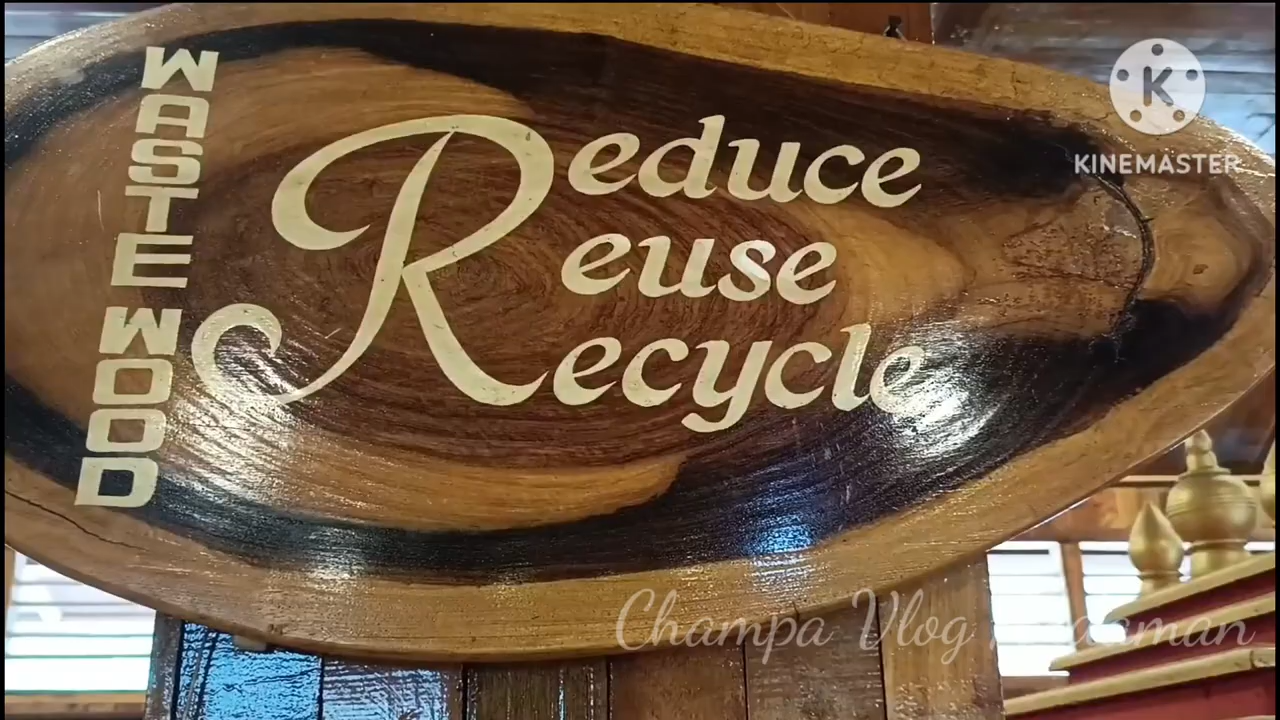 WASTE WOOD
Reduce
Reuse
Recycle
KINEMASTER
Champa Vlog